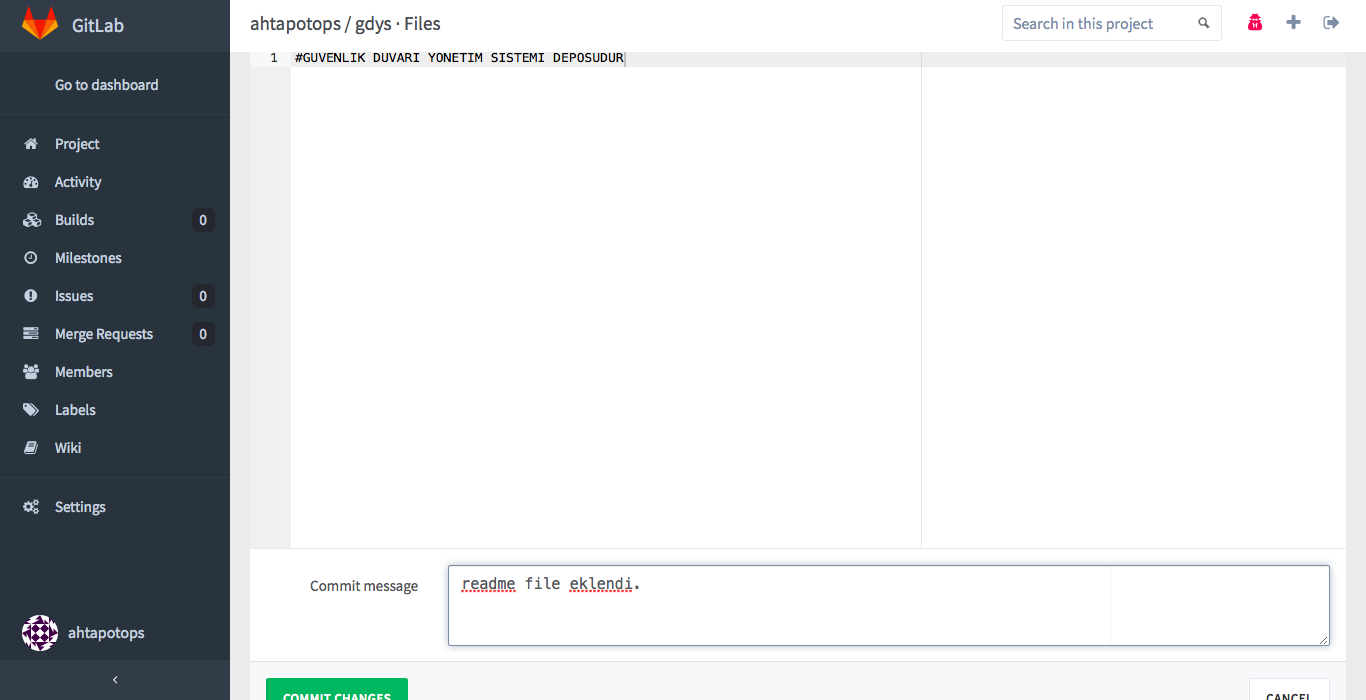 GitLab
ahtapotops / gdys · Files
Search in this project
Go to dashboard
Project
Activity
Builds 0
Milestones
Issues 0
Merge Requests 0
Members
Labels
Wiki
Settings
ahtapotops
1 #GUVENLIK DUVARI YONETIM SISTEMI DEPOSUDUR
Commit message
readme file eklendi.
COMMIT CHANGES
CANCEL